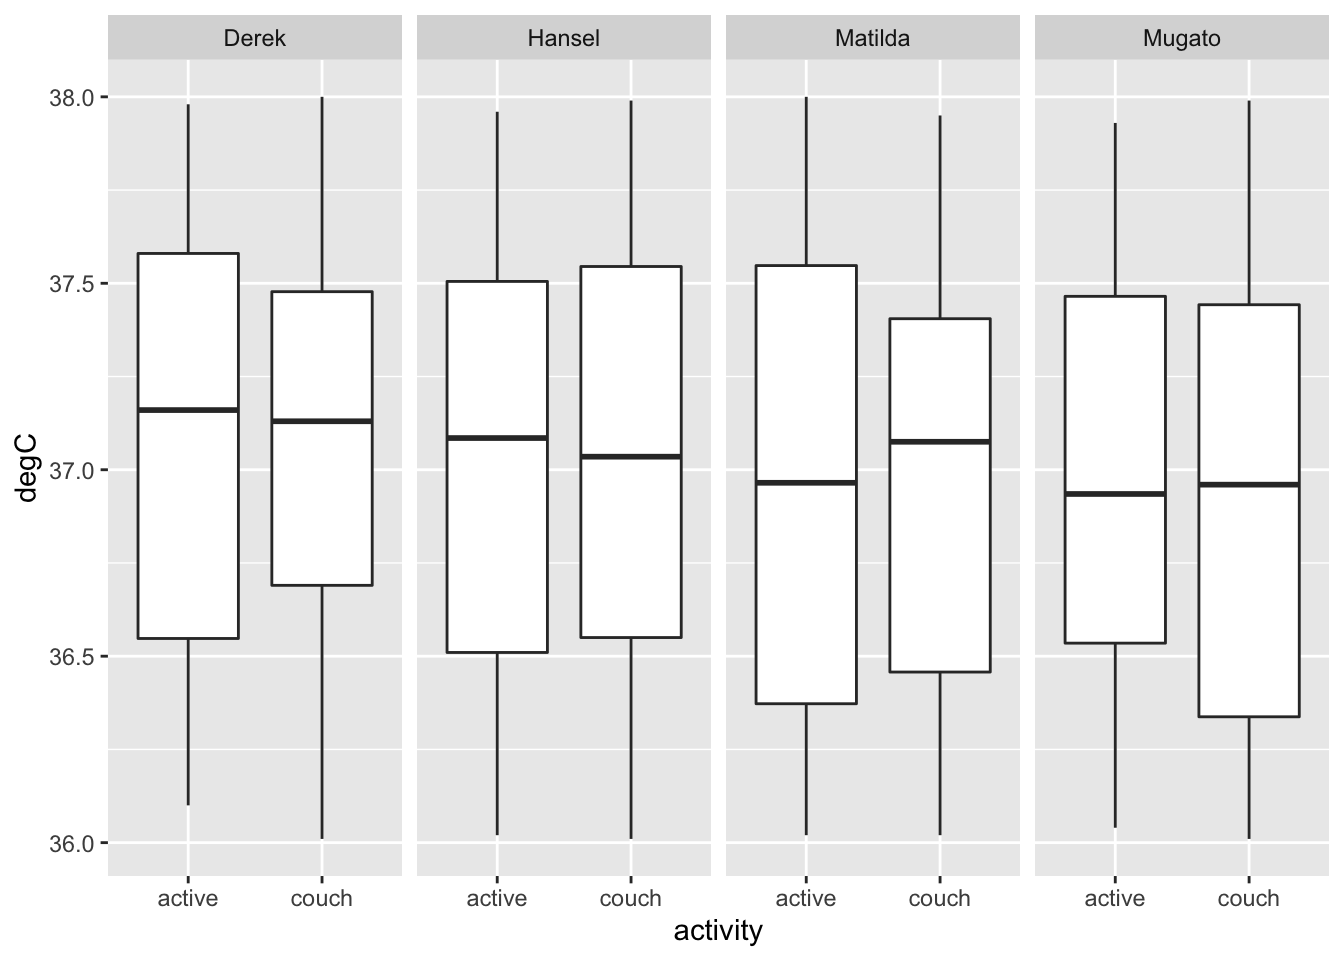 Derek Hansel Matilda Mugato
degC
38.0
37.5
37.0
36.5
36.0
active couch active couch active couch active couch
activity